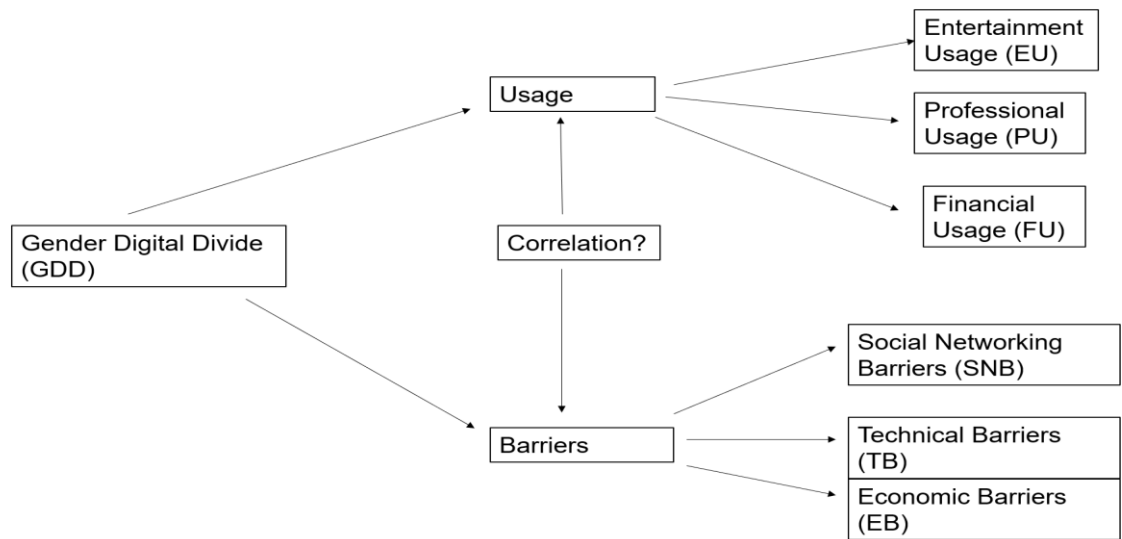 Entertainment
Usage (EU)
Usage
Professional
Usage (PU)
Financial
Usage (FU)
Gender Digital Divide
(GDD)
Correlation?
Social Networking
Barriers (SNB)
Barriers
Technical Barriers
(TB)
Economic Barriers
(EB)